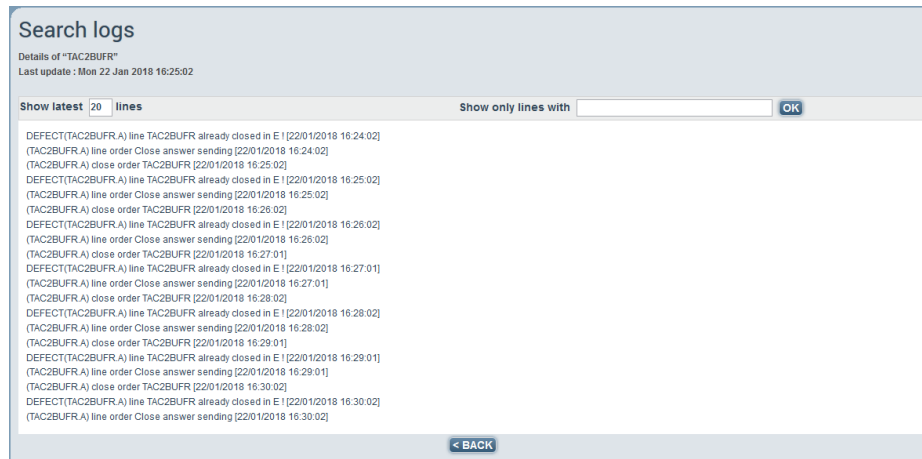 Search logs
Details of "TAC2BUFR"
Last update : Mon 22 Jan 2018 16:25:02
Show latest 20 lines Show only lines with OK
DEFECT(TAC2BUFR.A) line TAC2BUFR already closed in E ! [22/01/2018 16:24:02]
(TAC2BUFR.A) line order Close answer sending [22/01/2018 16:24:02]
(TAC2BUFR.A) close order TAC2BUFR [22/01/2018 16:25:02]
DEFECT(TAC2BUFR.A) line TAC2BUFR already closed in E ! [22/01/2018 16:25:02]
(TAC2BUFR.A) line order Close answer sending [22/01/2018 16:25:02]
(TAC2BUFR.A) close order TAC2BUFR [22/01/2018 16:26:02]
DEFECT(TAC2BUFR.A) line TAC2BUFR already closed in E ! [22/01/2018 16:26:02]
(TAC2BUFR.A) line order Close answer sending [22/01/2018 16:26:02]
(TAC2BUFR.A) close order TAC2BUFR [22/01/2018 16:27:01]
DEFECT(TAC2BUFR.A) line TAC2BUFR already closed in E ! [22/01/2018 16:27:01]
(TAC2BUFR.A) line order Close answer sending [22/01/2018 16:27:01]
(TAC2BUFR.A) close order TAC2BUFR [22/01/2018 16:28:02]
DEFECT(TAC2BUFR.A) line TAC2BUFR already closed in E ! [22/01/2018 16:28:02]
(TAC2BUFR.A) line order Close answer sending [22/01/2018 16:28:02]
(TAC2BUFR.A) close order TAC2BUFR [22/01/2018 16:29:01]
DEFECT(TAC2BUFR.A) line TAC2BUFR already closed in E ! [22/01/2018 16:29:01]
(TAC2BUFR.A) line order Close answer sending [22/01/2018 16:29:01]
(TAC2BUFR.A) close order TAC2BUFR [22/01/2018 16:30:02]
DEFECT(TAC2BUFR.A) line TAC2BUFR already closed in E ! [22/01/2018 16:30:02]
(TAC2BUFR.A) line order Close answer sending [22/01/2018 16:30:02]
< BACK